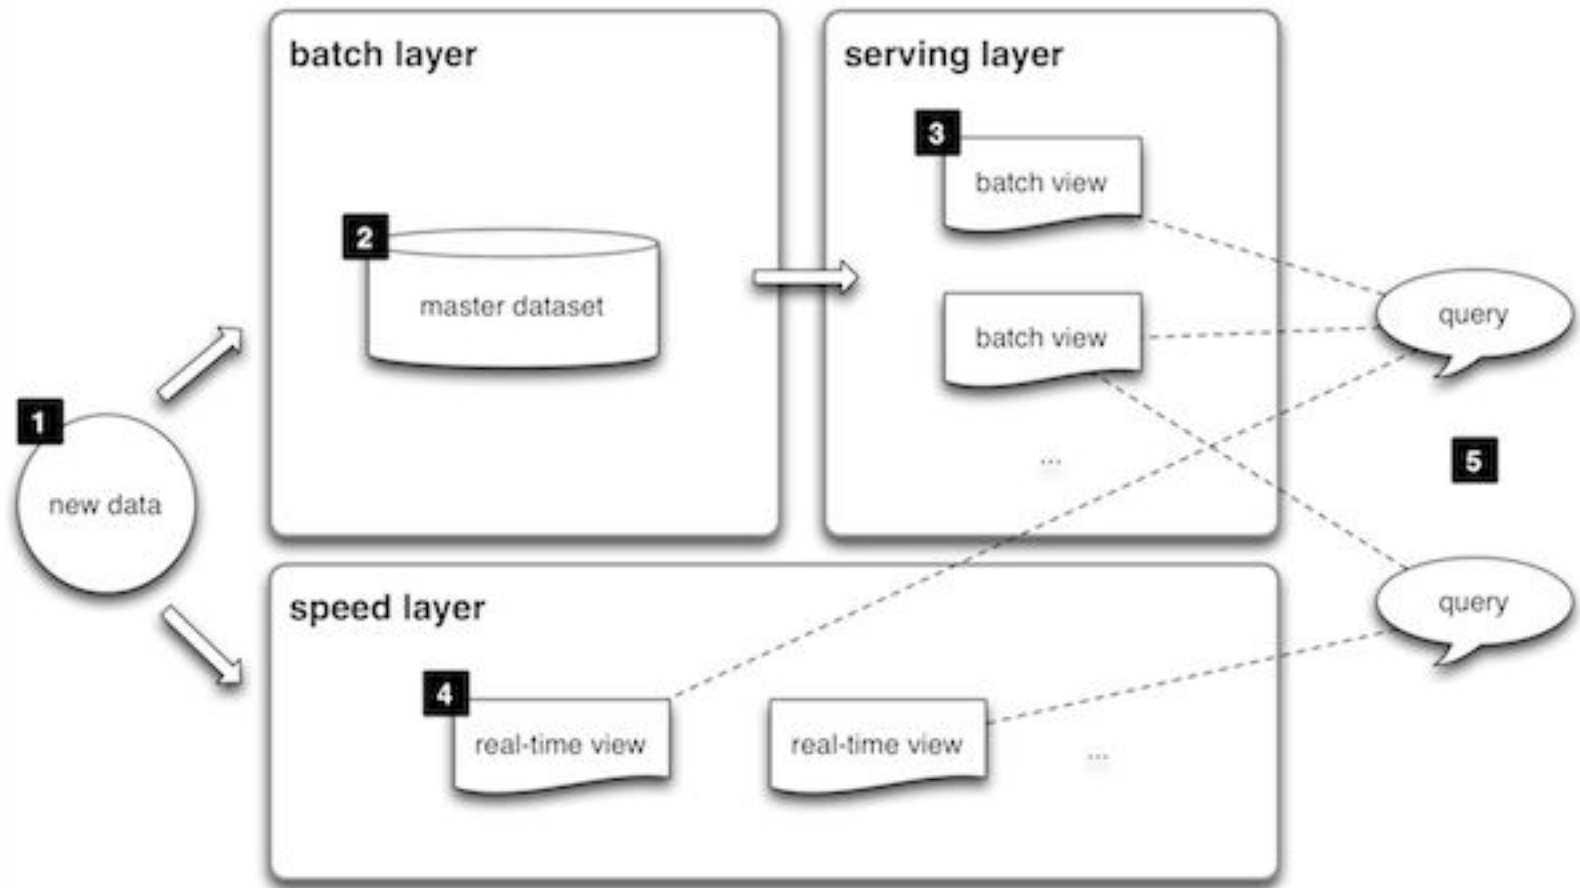 batch layer
2
master dataset
serving layer
3
batch view
batch view
...
1
new data
speed layer
4
real-time view
real-time view
...
query
5
query